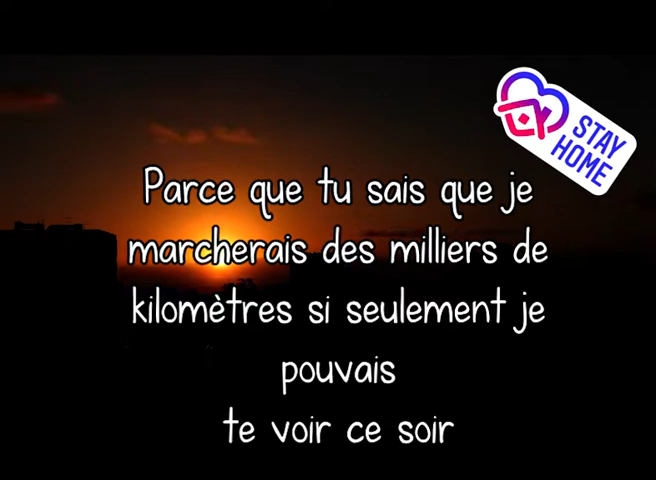 STAY
HOME
Parce que tu sais que je
marcherais des milliers de
kilomètres si seulement je
pouvais
te voir ce soir